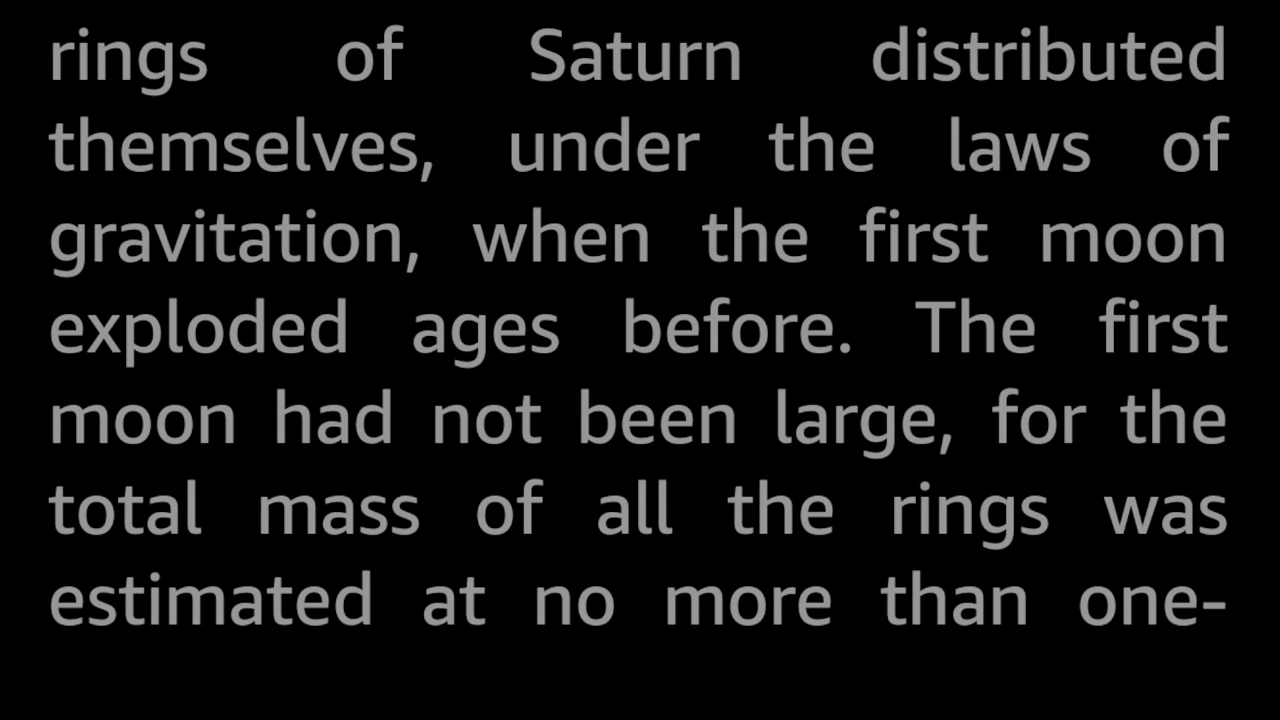 rings of Saturn distributed
themselves, under the laws of
gravitation, when the first moon
exploded ages before. The first
moon had not been large, for the
total mass of all the rings was
estimated at no more than one-